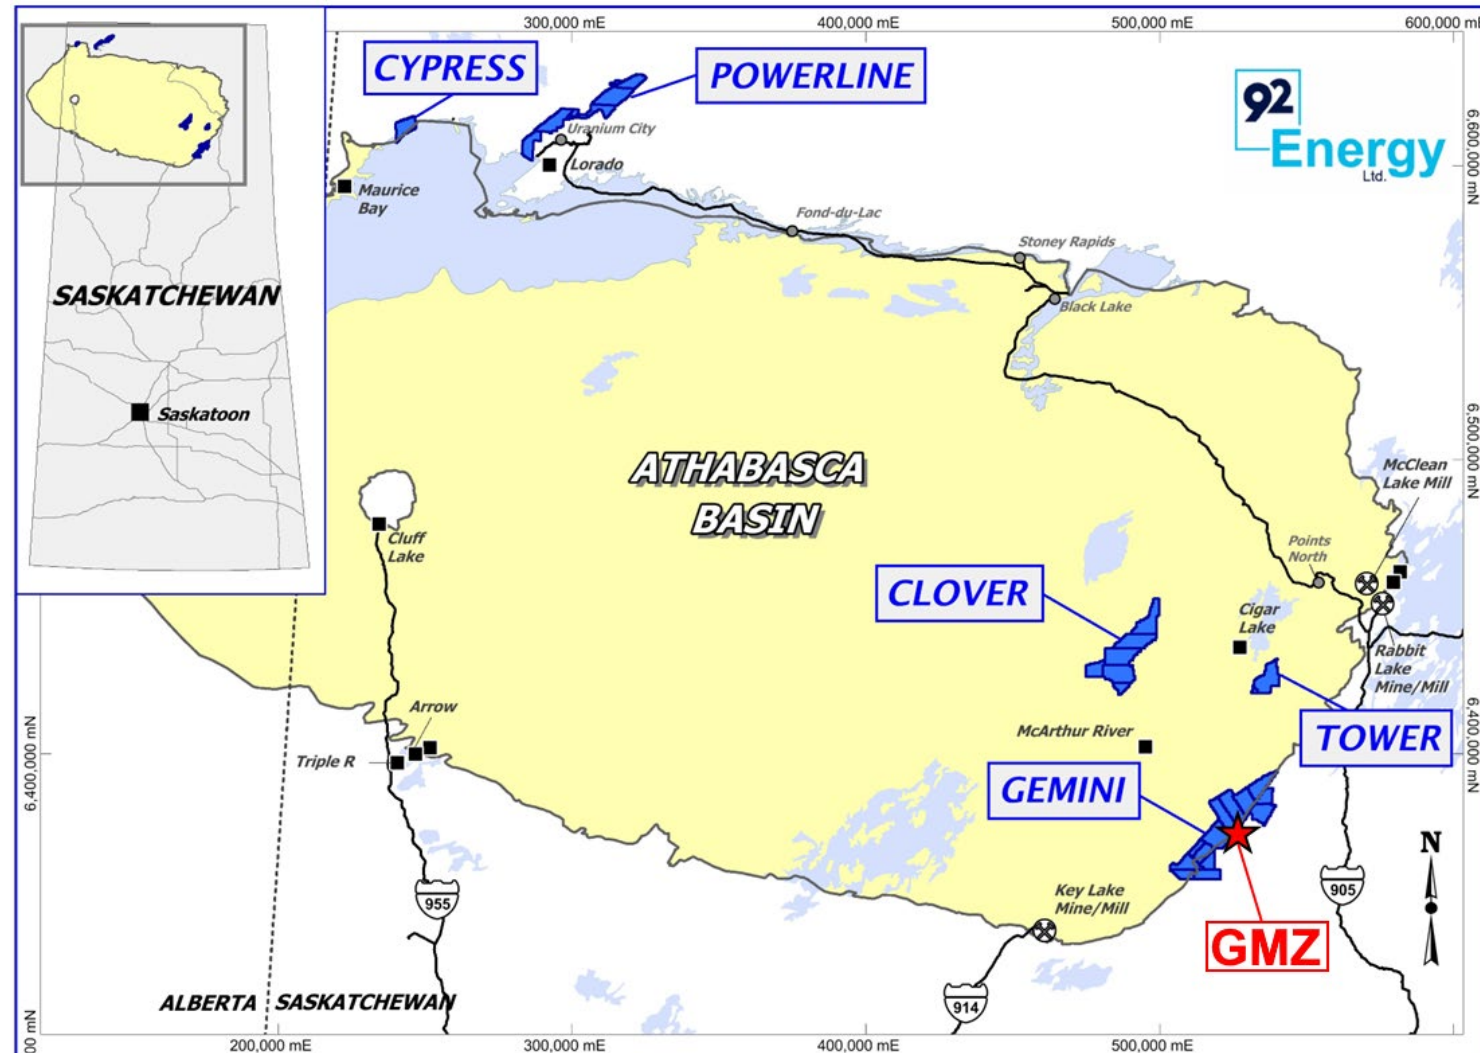 300,000 mE
400,000 mE
500,000 mE
600,000 m
CYPRESS
POWERLINE
92
Energy
Ltd.
6,600,000 mN
Uranium City
Lorado
Maurice
Bay
Fond-du-Lac
Stoney Rapids
Black Lake
SASKATCHEWAN
Saskatoon
ATHABASCA
BASIN
6,500,000 mN
McClean
Lake Mill
Cluff
Lake
Points
North
CLOVER
Cigar
Lake
Rabbit
Lake
Mine/Mill
Arrow
McArthur River
TOWER
Triple R
GEMINI
6,400,000 mN
6,400,000 mN
N
Key Lake
Mine/Mill
955
905
GMZ
914
ALBERTA
SASKATCHEWAN
00 mN
200,000 mE
300,000 mE
400,000 mE
500,000 mE